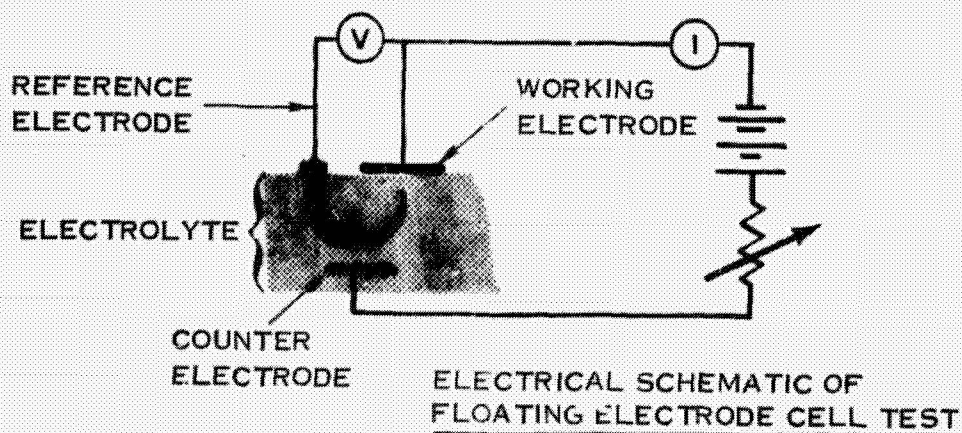 V
I
REFERENCE
ELECTRODE
WORKING
ELECTRODE
ELECTROLYTE
COUNTER
ELECTRODE
ELECTRICAL SCHEMATIC OF
FLOATING ELECTRODE CELL TEST